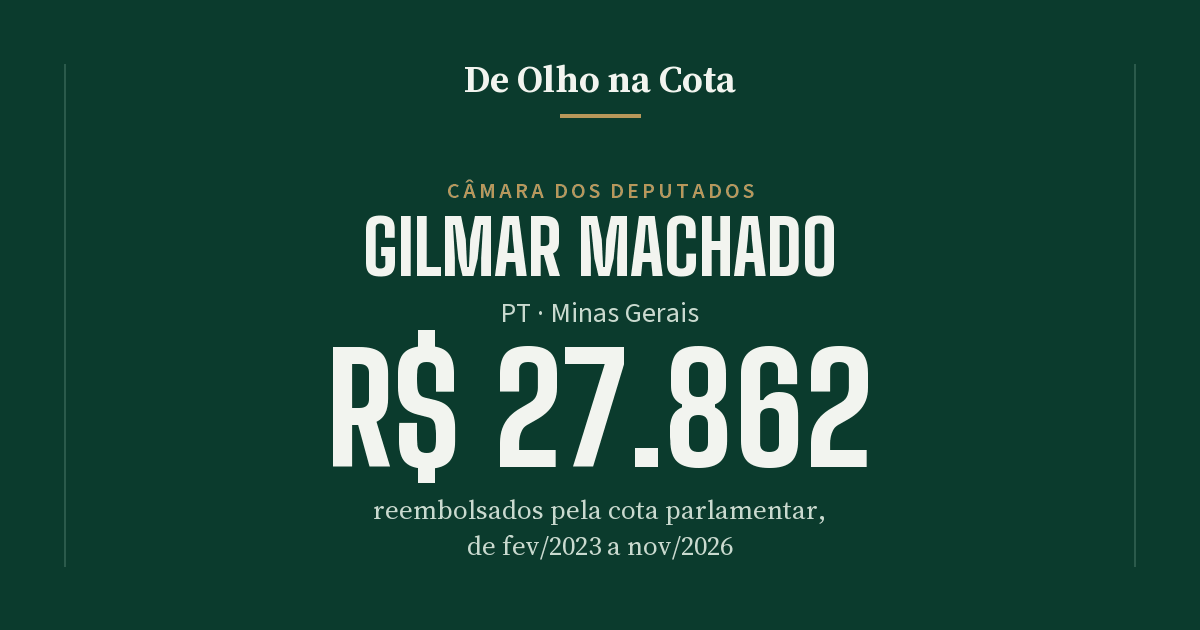 De Olho na Cota
CÂMARA DOS DEPUTADOS
GILMAR MACHADO
PT · Minas Gerais
R$ 27.862
reembolsados pela cota parlamentar,
de fev/2023 a nov/2026